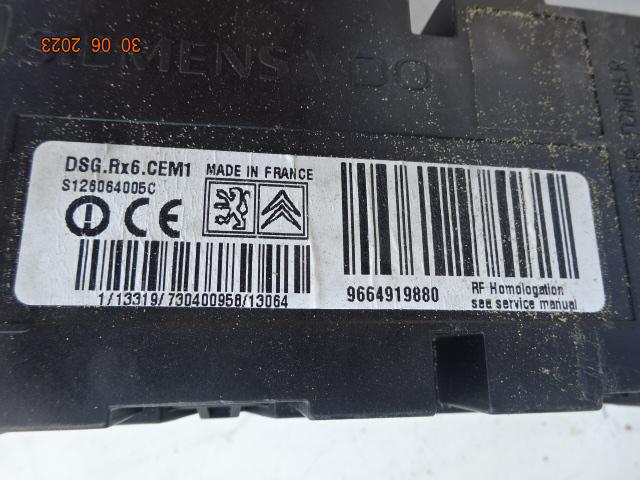 30 06 2023
SIEMENS VDO
DSG.Rx6.CEM1 MADE IN FRANCE
S126064005C
CE
1/13319/730400958/13064
9664919880
RF Homologation
see service manual